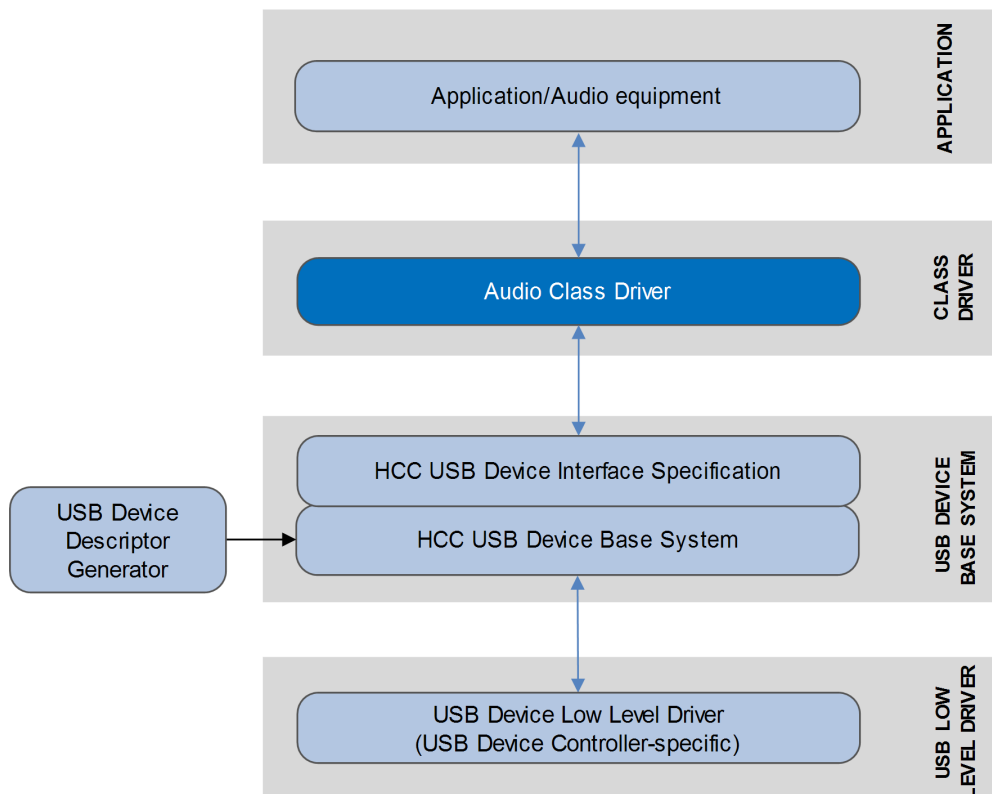 Application/Audio equipment
APPLICATION
Audio Class Driver
CLASS
DRIVER
HCC USB Device Interface Specification
HCC USB Device Base System
USB DEVICE
BASE SYSTEM
USB Device
Descriptor
Generator
USB Device Low Level Driver
(USB Device Controller-specific)
USB LOW
LEVEL DRIVER